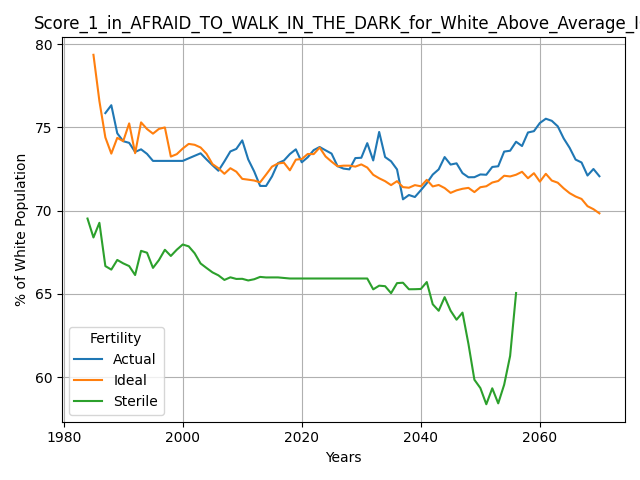 Score_1_in_AFRAID_TO_WALK_IN_THE_DARK_for_White_Above_Average_I
80
75
70
65
60
% of White Population
Fertility
Actual
Ideal
Sterile
1980
2000
2020
2040
2060
Years